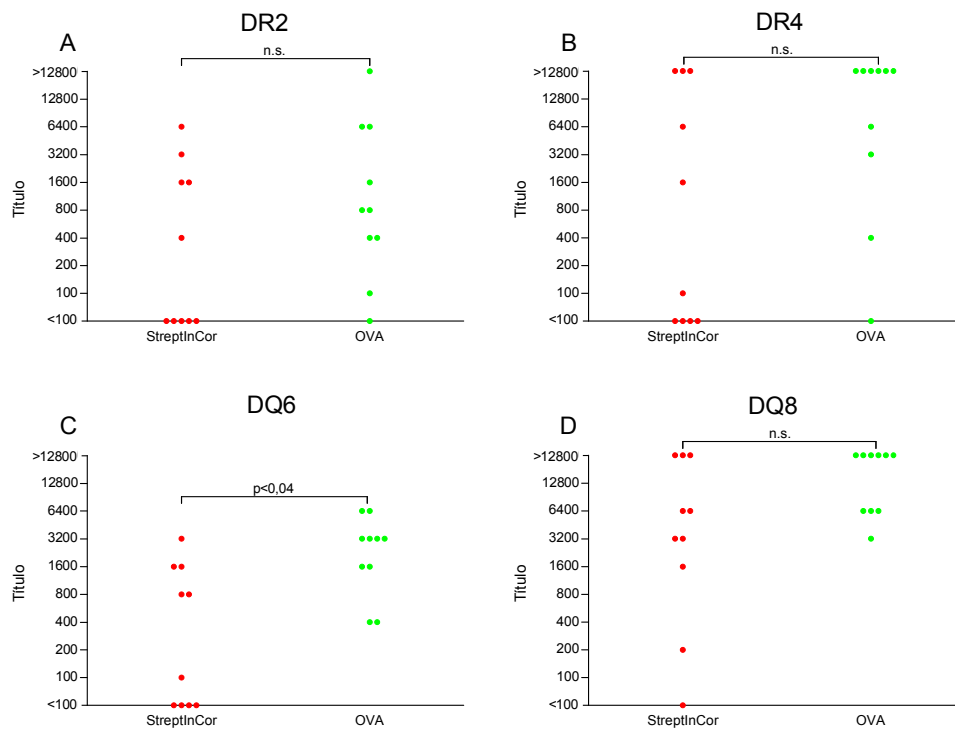 A
DR2
n.s.
>12800
12800
6400
3200
1600
800
400
200
100
<100
Título
StreptInCor
OVA
B
DR4
n.s.
>12800
12800
6400
3200
1600
800
400
200
100
<100
Título
StreptInCor
OVA
C
DQ6
p<0,04
>12800
12800
6400
3200
1600
800
400
200
100
<100
Título
StreptInCor
OVA
D
DQ8
n.s.
>12800
12800
6400
3200
1600
800
400
200
100
<100
Título
StreptInCor
OVA